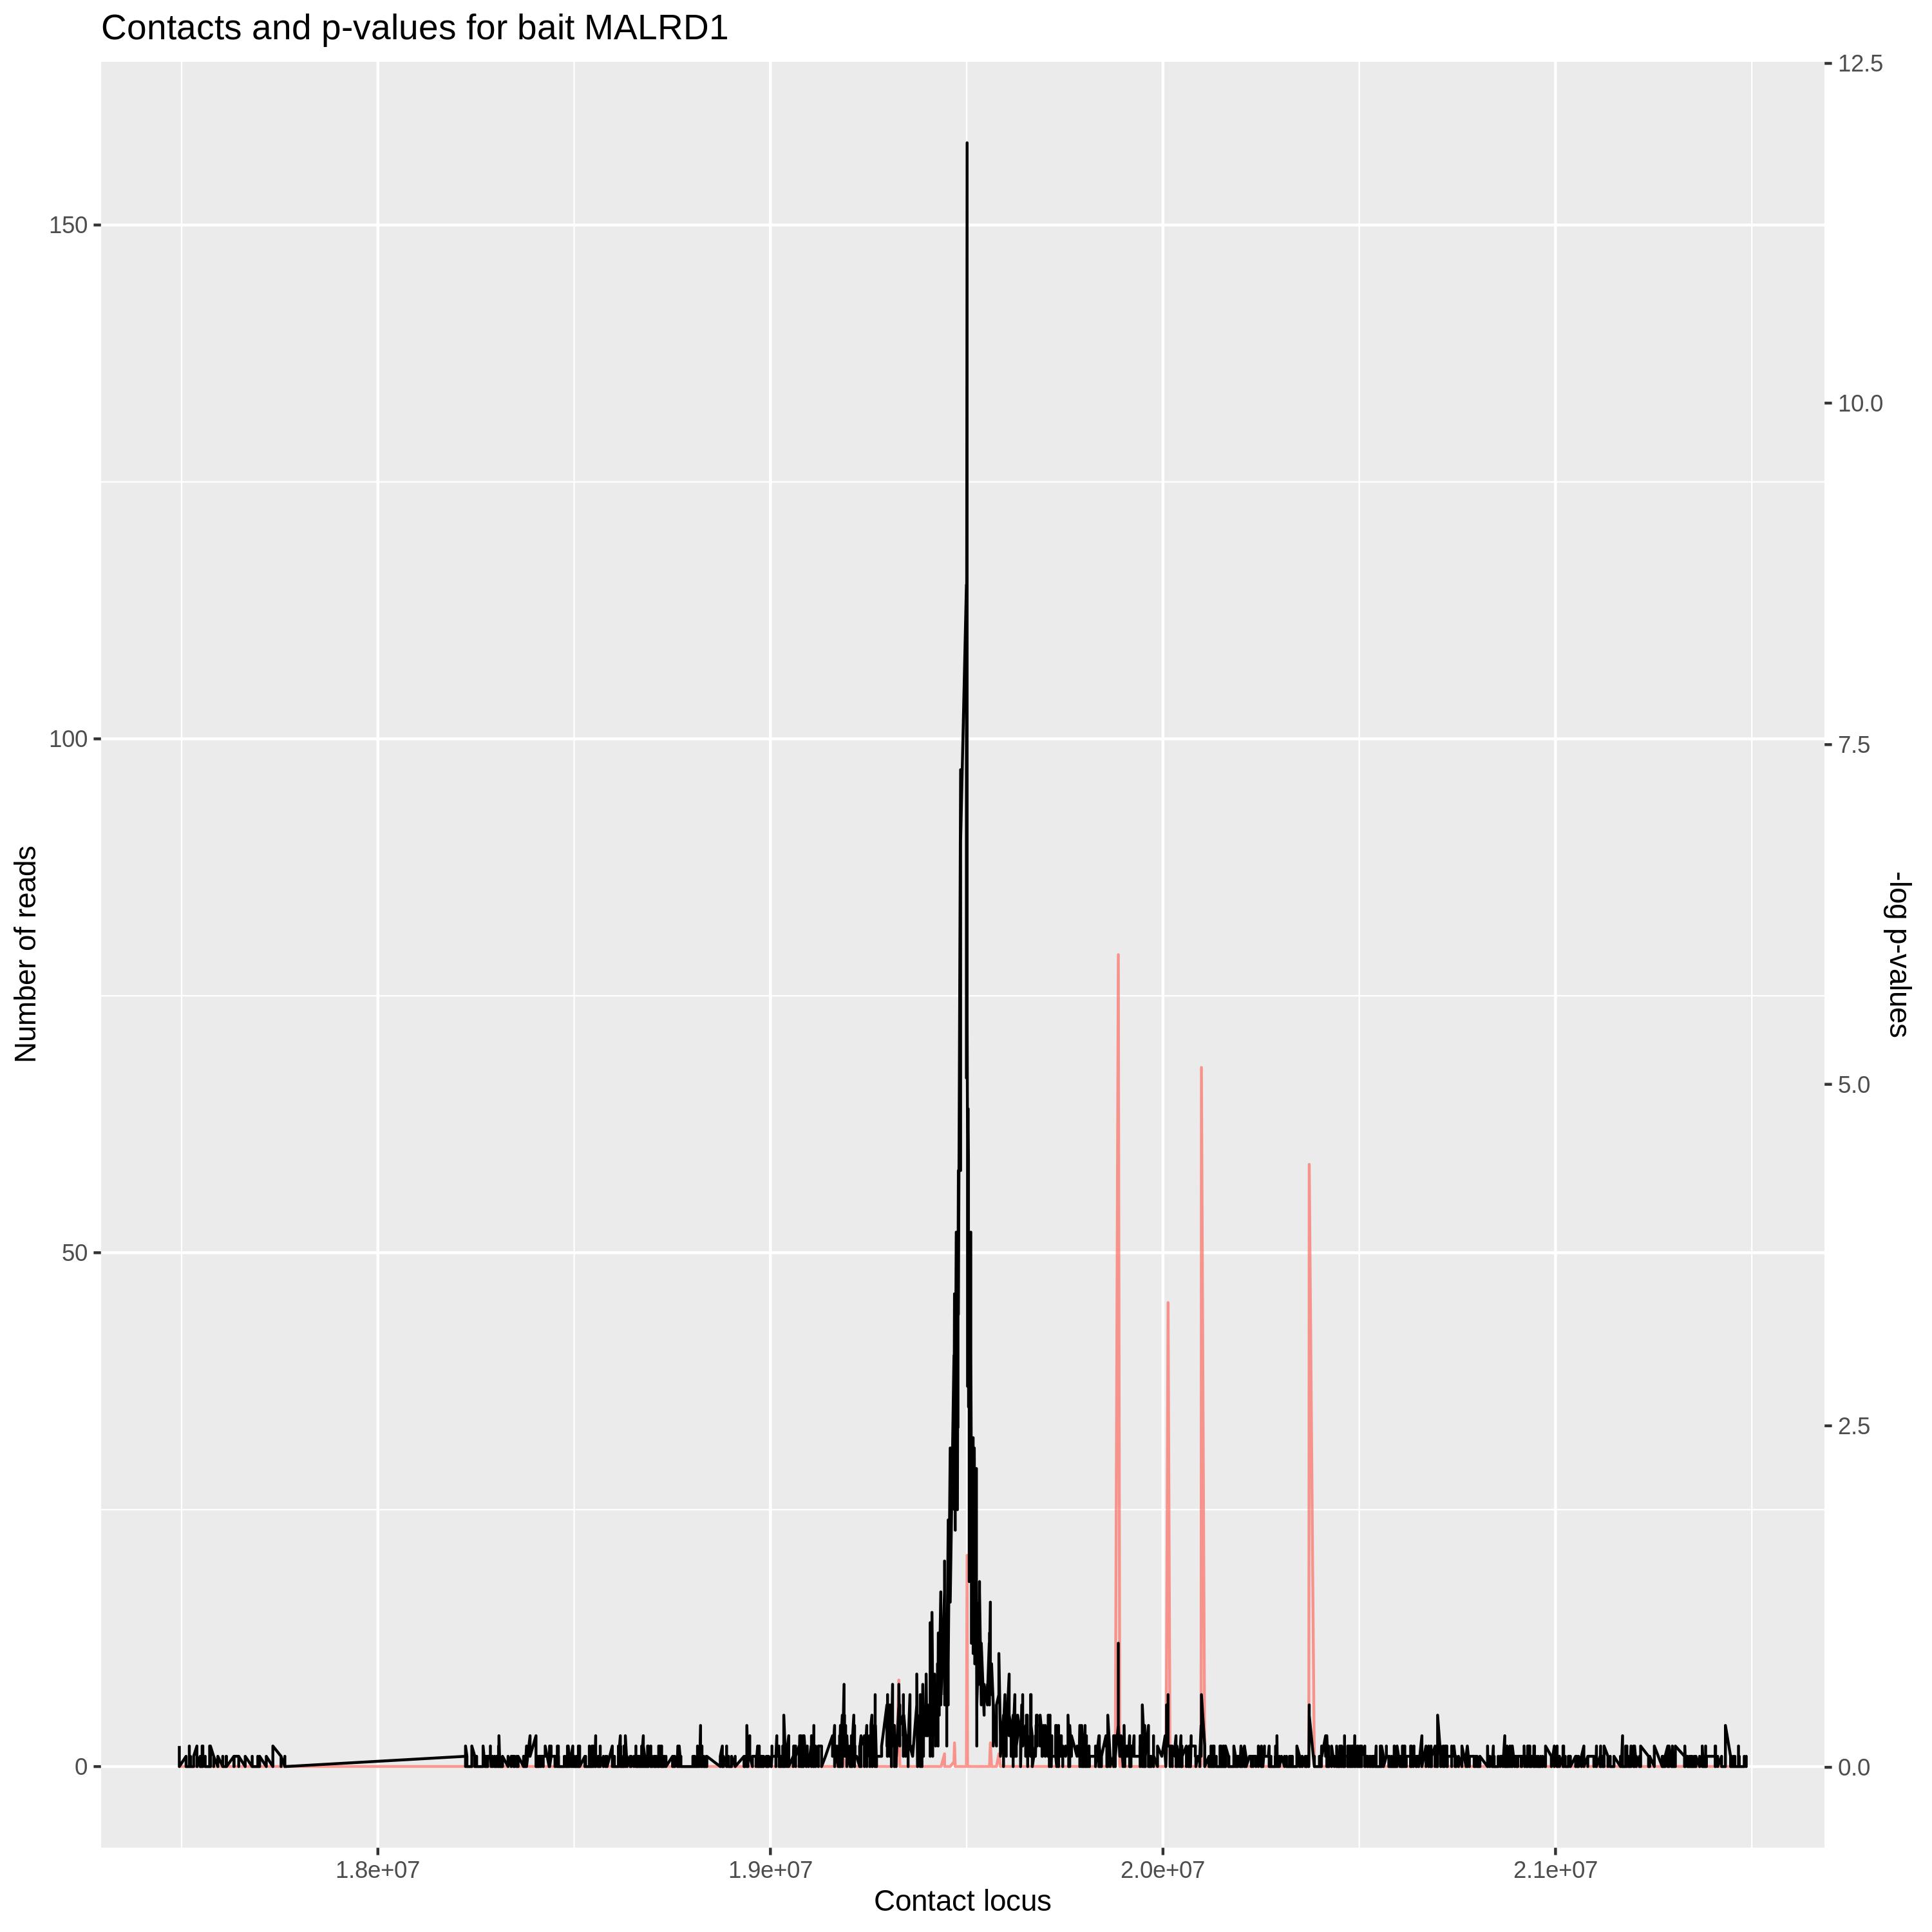 Contacts and p-values for bait MALRD1
150
100
50
0
Number of reads
12.5
10.0
7.5
5.0
2.5
0.0
-log p-values
1.8e+07
1.9e+07
2.0e+07
2.1e+07
Contact locus